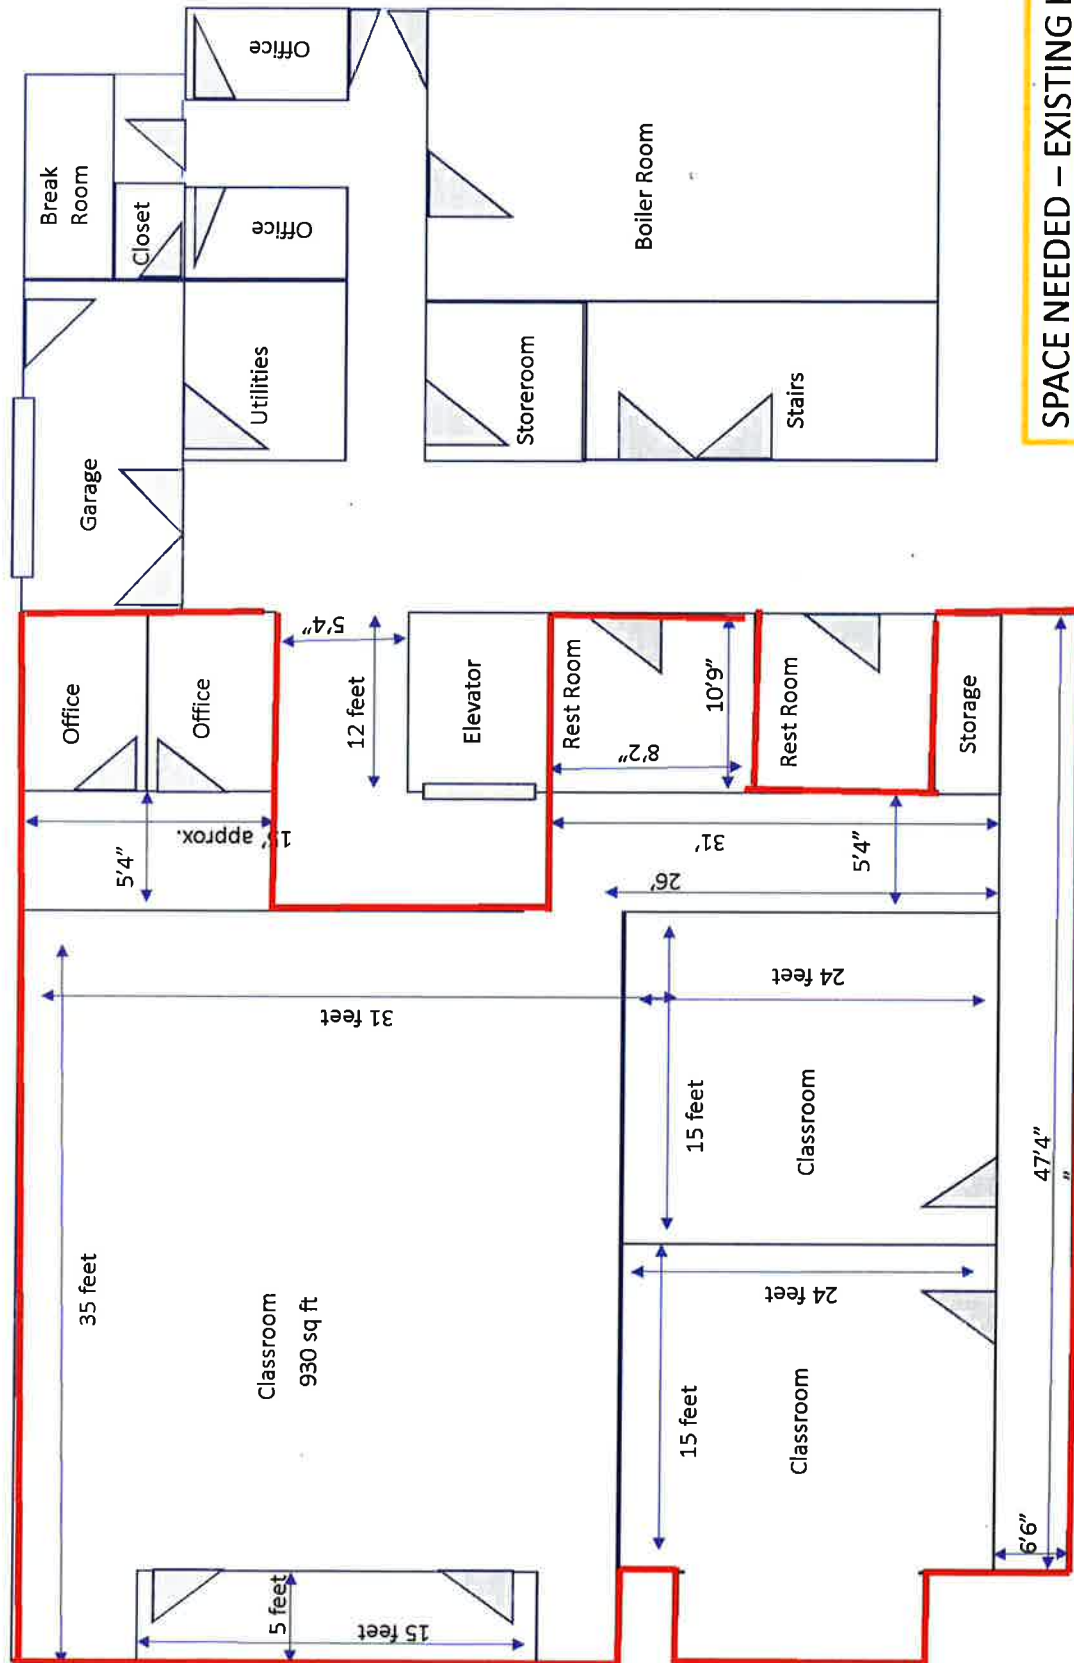 Break
Room
Closet
Office
Office
Garage
Utilities
Boiler Room
Storeroom
Stairs
SPACE NEEDED – EXISTING
Office
Office
15' approx.
5'4"
5'4"
12 feet
Elevator
Rest Room
8'2"
10'9"
Rest Room
Storage
31'
26'
5'4"
35 feet
31 feet
Classroom
930 sq ft
5 feet
15 feet
24 feet
15 feet
Classroom
24 feet
15 feet
Classroom
47'4"
"
6'6"